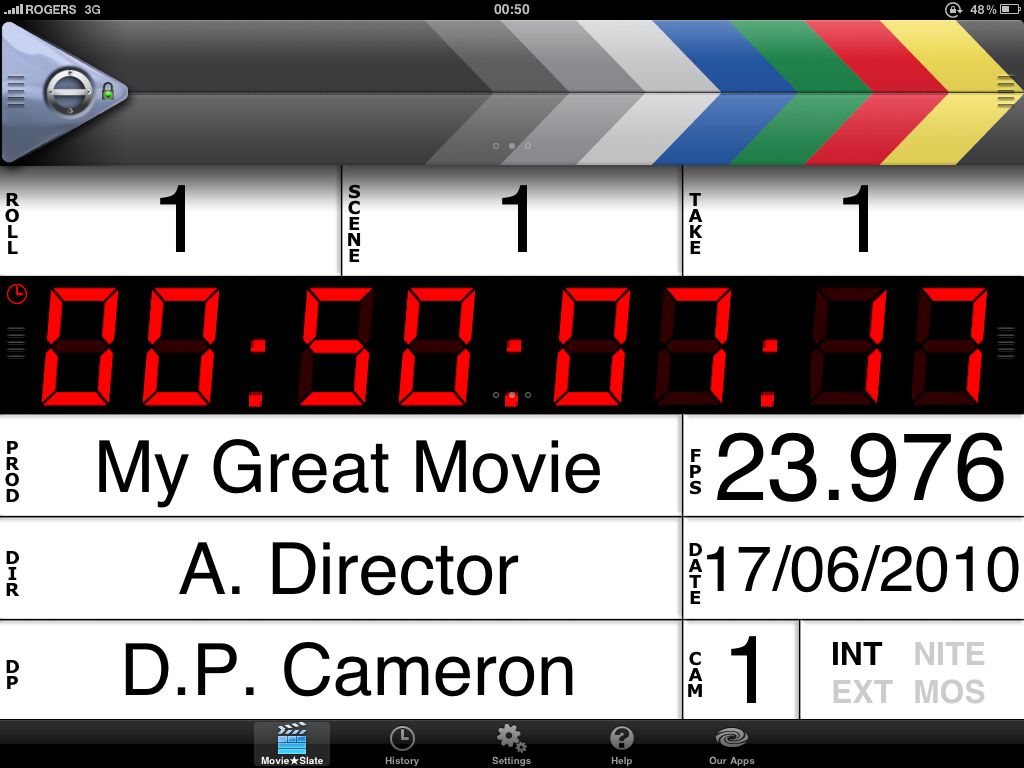 ROGERS 3G 00:50 48%
ROLL 1 SCENE 1 TAKE 1
00:50:07:17
PROD My Great Movie FPS 23.976
DIR A. Director DATE 17/06/2010
DP D.P. Cameron CAM 1 INT NITE
EXT MOS
Movie★Slate History Settings Help Our Apps